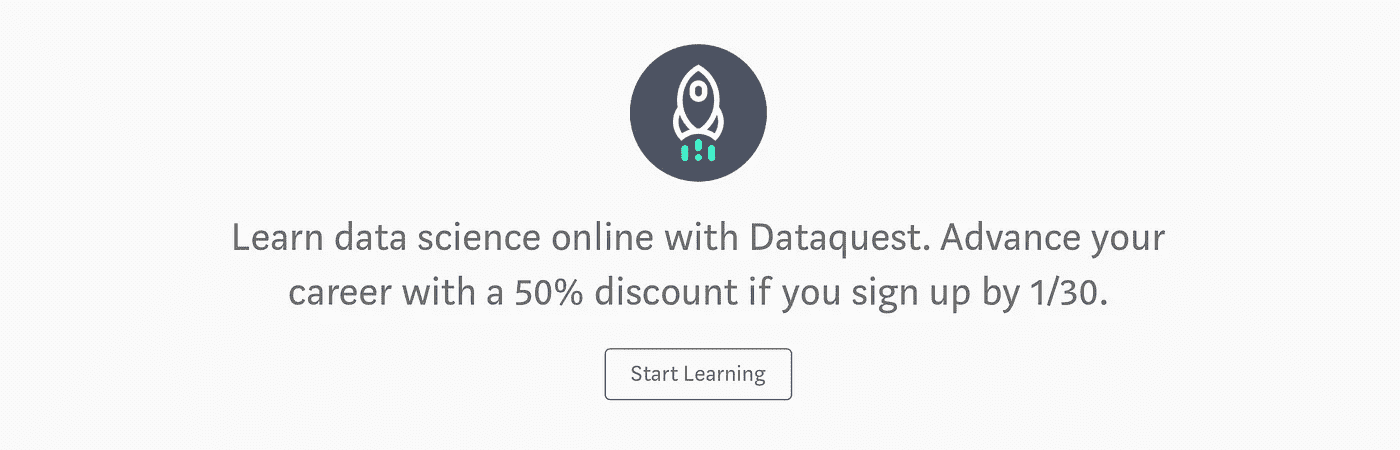 Learn data science online with Dataquest. Advance your
career with a 50% discount if you sign up by 1/30.
Start Learning